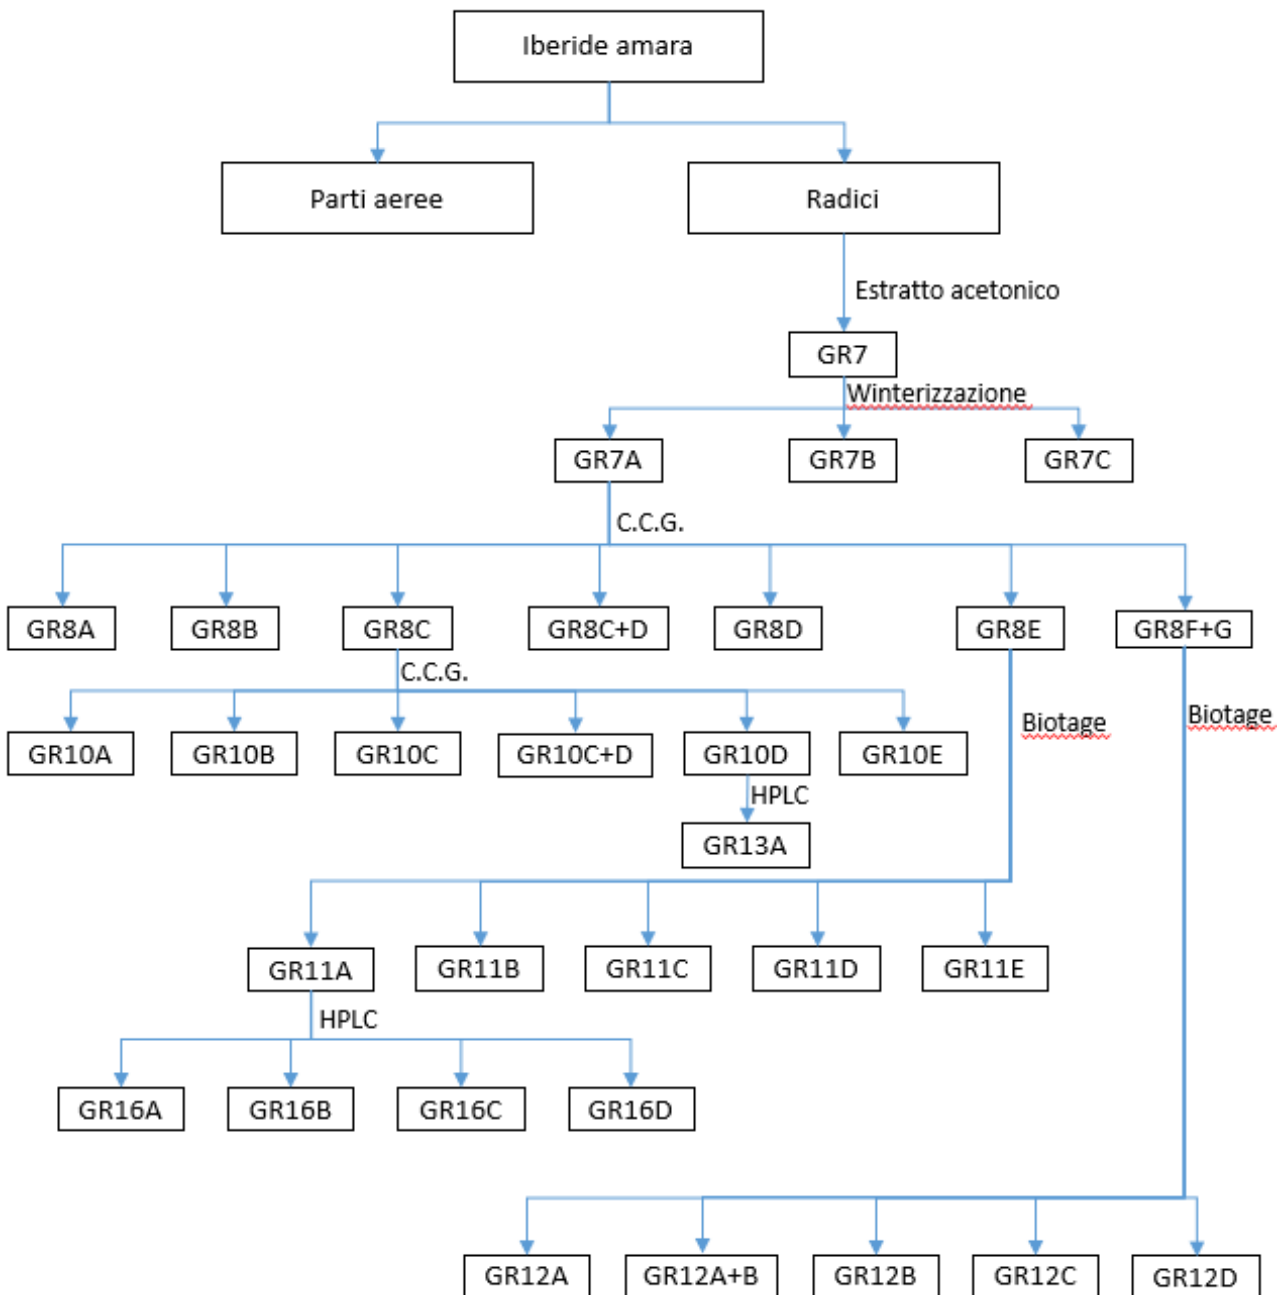 Iberide amara
Parti aeree
Radici
Estratto acetonico
GR7
Winterizzazione
GR7A
GR7B
GR7C
C.C.G.
GR8A
GR8B
GR8C
GR8C+D
GR8D
GR8E
GR8F+G
C.C.G.
Biotage
Biotage
GR10A
GR10B
GR10C
GR10C+D
GR10D
GR10E
HPLC
GR13A
GR11A
GR11B
GR11C
GR11D
GR11E
HPLC
GR16A
GR16B
GR16C
GR16D
GR12A
GR12A+B
GR12B
GR12C
GR12D